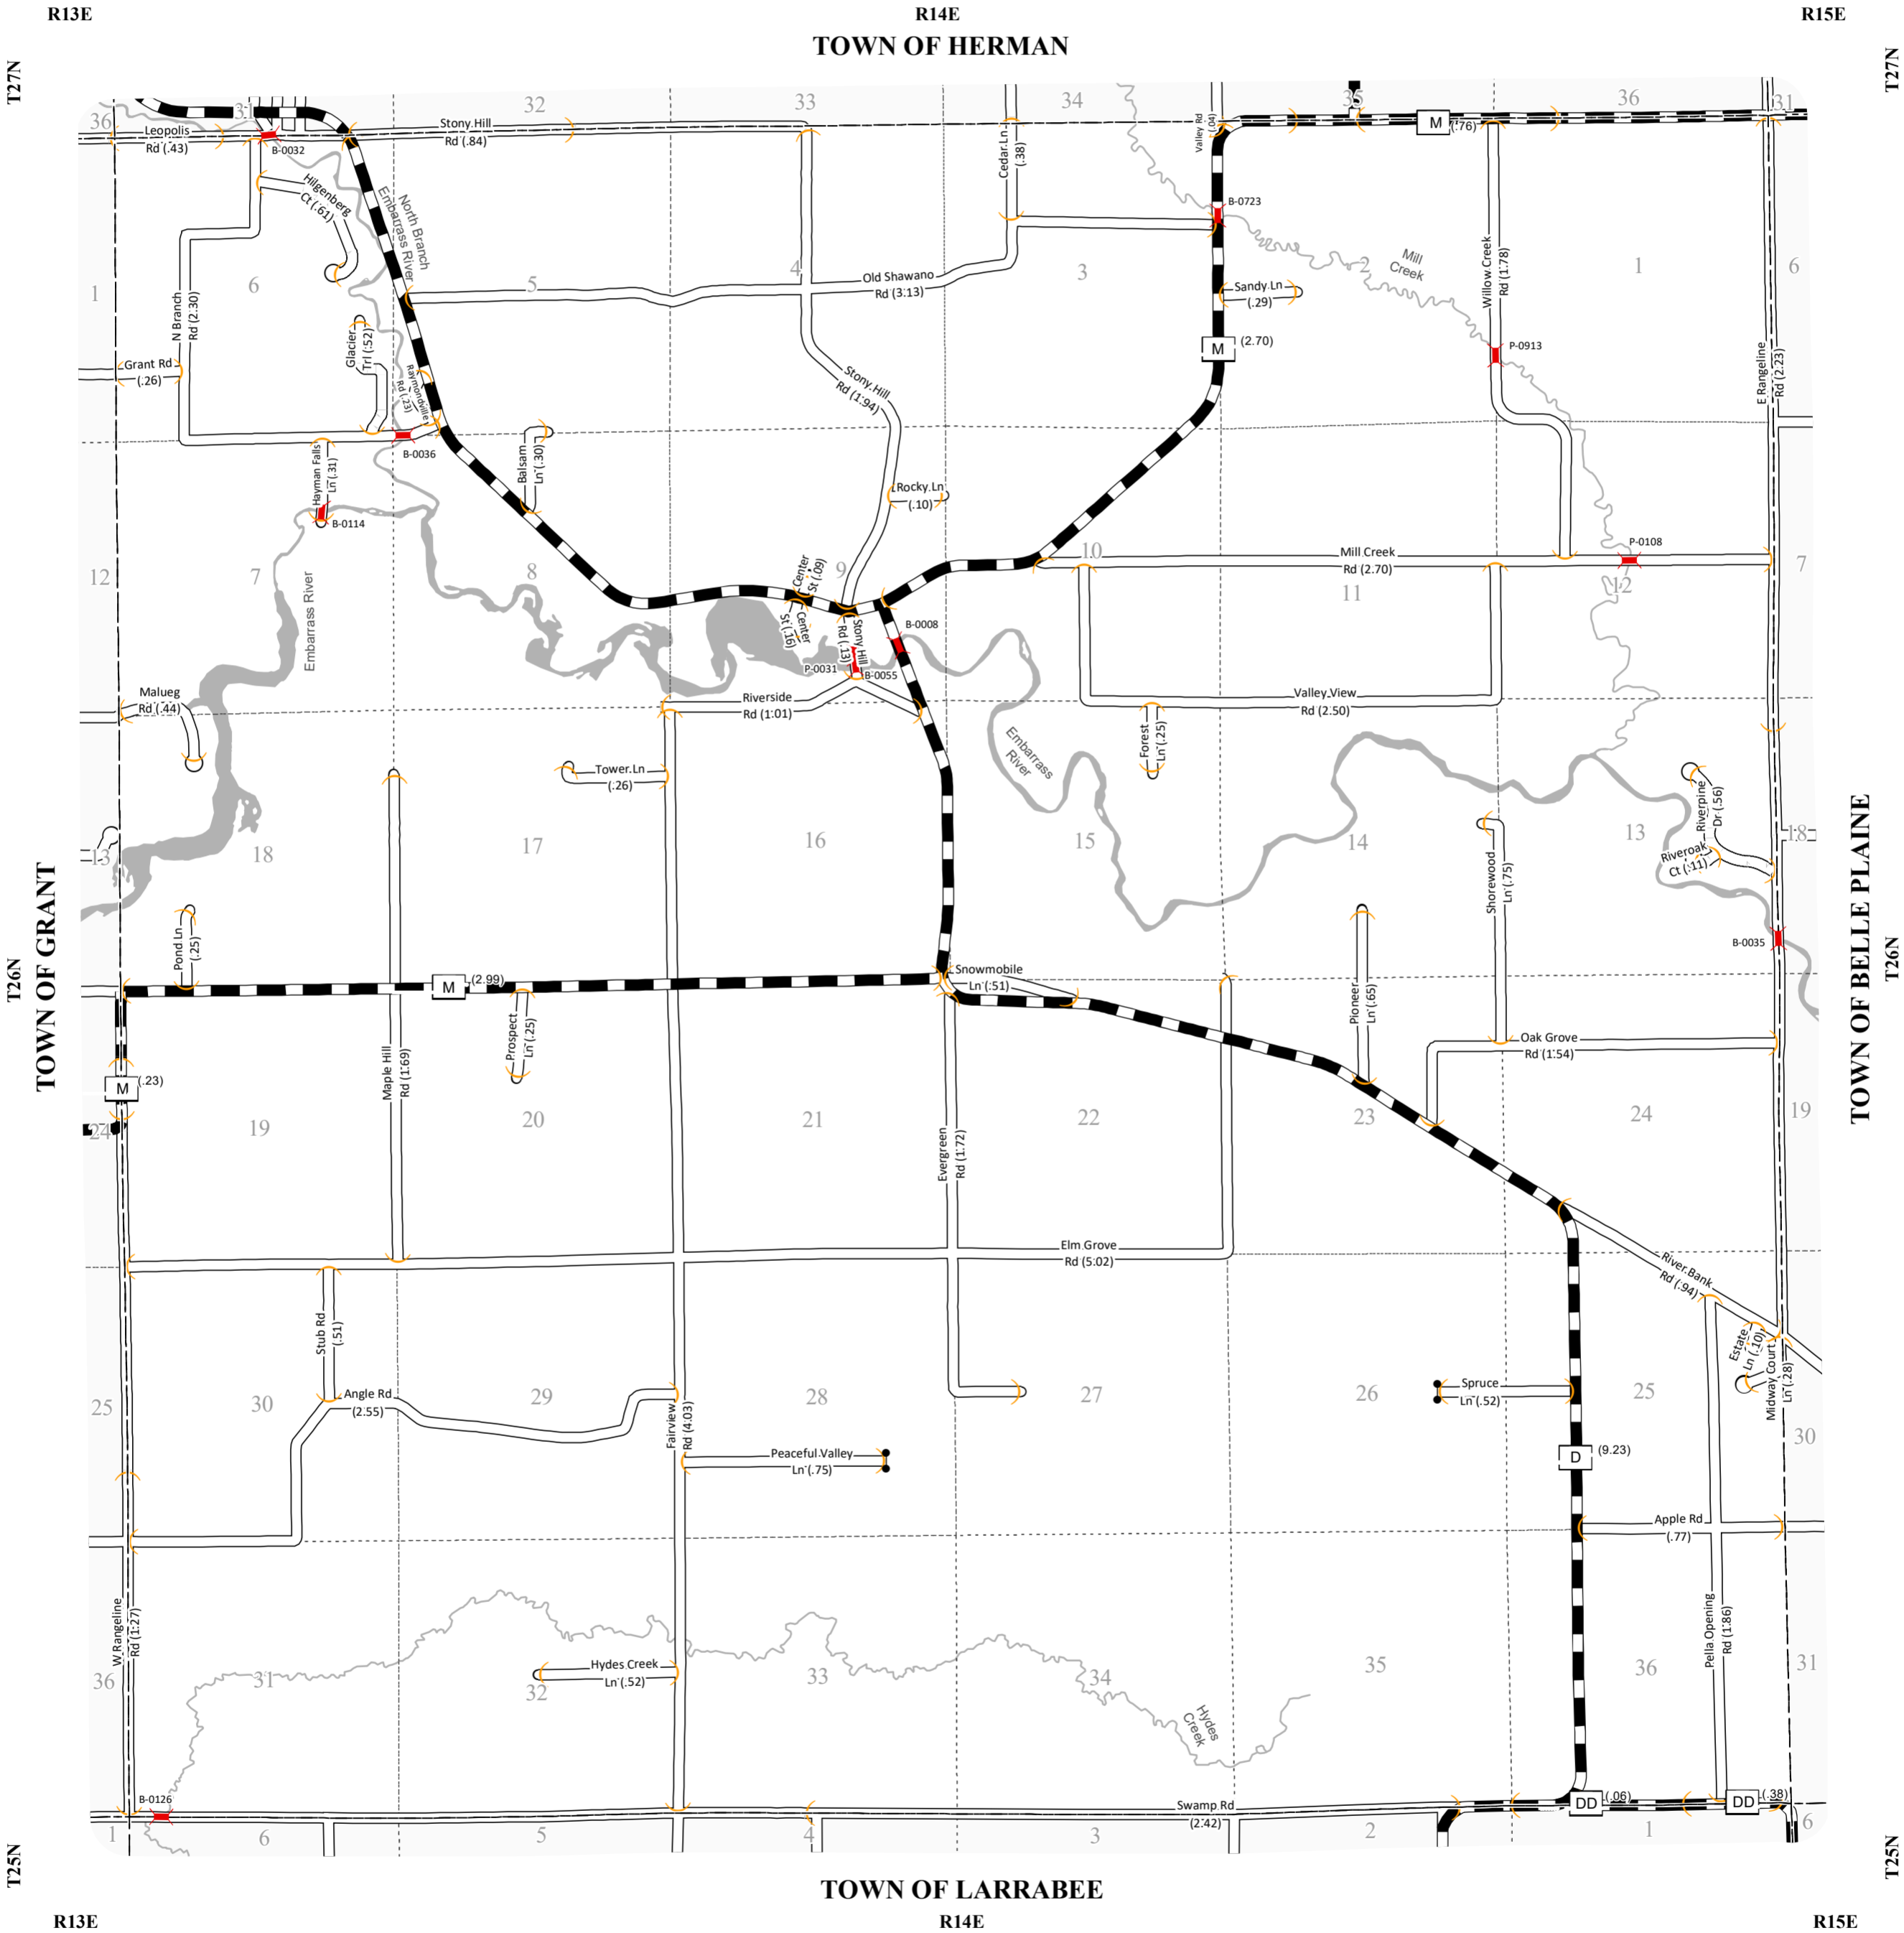 R13E
R14E
R15E
TOWN OF HERMAN
T27N
T27N
36
31
32
33
34
35
36
31
Leopolis
Rd (.43)
B-0032
Stony Hill
Rd (.84)
Cedar Ln
(.38)
Valley Rd
(.04)
M
(.76)
Hilgenberg
Ct (.61)
North Branch
Embarrass River
B-0723
Mill
Creek
Willow Creek
Rd (1.78)
1
6
5
4
3
2
1
6
N Branch
Rd (2.30)
Old Shawano
Rd (3.13)
Sandy Ln
(.29)
Glacier
Trl (.52)
M
(2.70)
P-0913
E Rangeline
Rd (2.23)
Grant Rd
(.26)
Raymondville
Rd (.23)
Stony Hill
Rd (1.94)
B-0036
Hayman Falls
Ln (.31)
Balsam
Ln (.30)
Rocky Ln
(.10)
B-0114
Mill Creek
Rd (2.70)
P-0108
12
7
8
9
10
11
12
7
Embarrass River
Center
St (.09)
Center
St (.16)
Stony Hill
Rd (.13)
B-0008
P-0031
B-0055
Malueg
Rd (.44)
Riverside
Rd (1.01)
Valley View
Rd (2.50)
Embarrass
River
Forest
Ln (.25)
Tower Ln
(.26)
Riverpine
Dr (.56)
Riveroak
Ct (.11)
13
18
17
16
15
14
13
18
Shorewood
Ln (.75)
TOWN OF GRANT
TOWN OF BELLE PLAINE
T26N
T26N
Pond Ln
(.25)
B-0035
M
(2.99)
Snowmobile
Ln (.51)
Pioneer
Ln (.65)
Prospect
Ln (.25)
Maple Hill
Rd (1.69)
Oak Grove
Rd (1.54)
M
(.23)
24
19
20
21
22
23
24
19
Evergreen
Rd (1.72)
Elm Grove
Rd (5.02)
River Bank
Rd (.94)
Stub Rd
(.51)
Estate
Ln (.10)
Midway Court
Ln (.28)
25
30
29
28
27
26
25
30
Angle Rd
(2.55)
Fairview
Rd (4.03)
Spruce
Ln (.52)
Peaceful Valley
Ln (.75)
D
(9.23)
Apple Rd
(.77)
W Rangeline
Rd (1.27)
Pella Opening
Rd (1.86)
36
31
32
33
34
35
36
31
Hydes Creek
Ln (.52)
Hydes
Creek
B-0126
Swamp Rd
(2.42)
DD
(.06)
DD
(.38)
1
6
5
4
3
2
1
6
T25N
T25N
TOWN OF LARRABEE
R13E
R14E
R15E